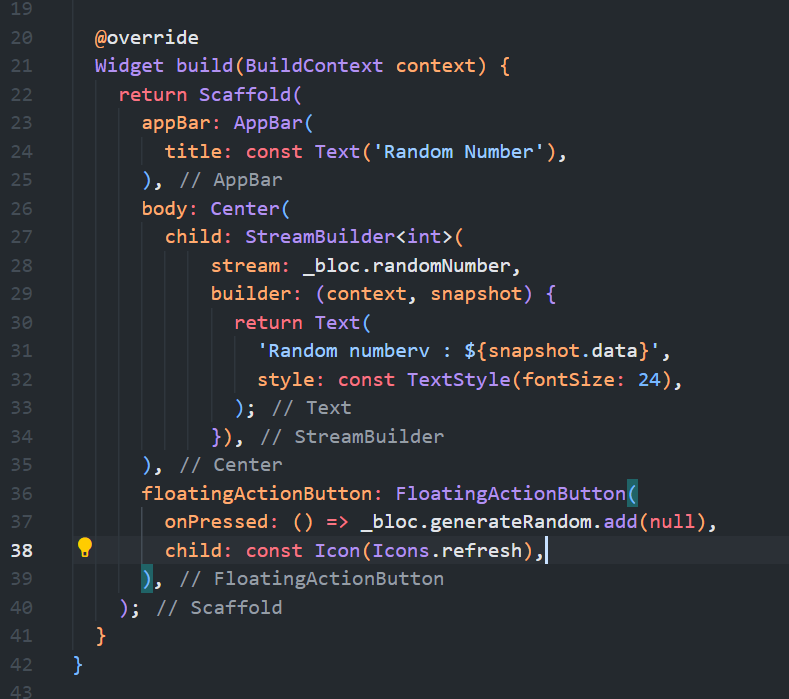 19
20 @override
21 Widget build(BuildContext context) {
22 return Scaffold(
23 appBar: AppBar(
24 title: const Text('Random Number'),
25 ), // AppBar
26 body: Center(
27 child: StreamBuilder<int>(
28 stream: _bloc.randomNumber,
29 builder: (context, snapshot) {
30 return Text(
31 'Random numberv : ${snapshot.data}',
32 style: const TextStyle(fontSize: 24),
33 ); // Text
34 }), // StreamBuilder
35 ), // Center
36 floatingActionButton: FloatingActionButton(
37 onPressed: () => _bloc.generateRandom.add(null),
38 child: const Icon(Icons.refresh),
39 ), // FloatingActionButton
40 ); // Scaffold
41 }
42 }
43